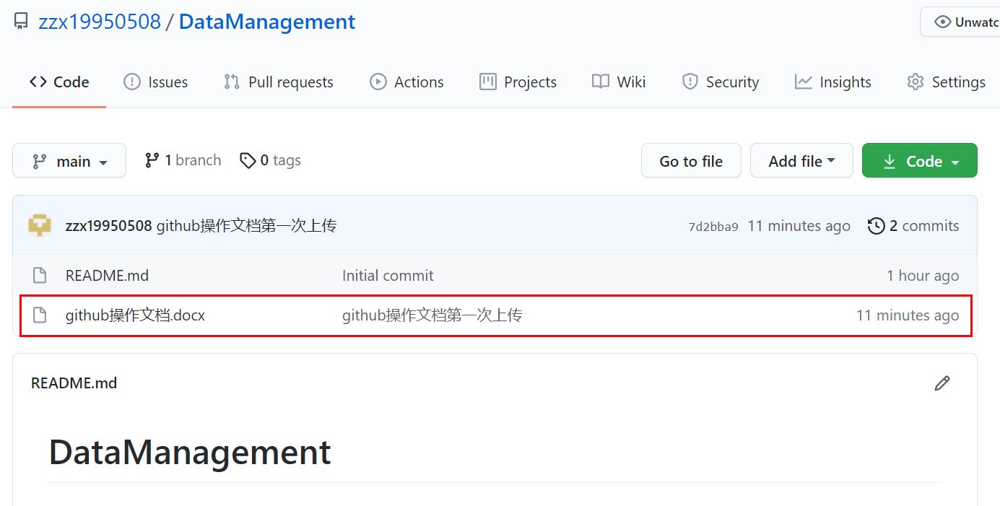 zzx19950508 / DataManagement
Unwatc
Code Issues Pull requests Actions Projects Wiki Security Insights Settings
main 1 branch 0 tags Go to file Add file Code
zzx19950508 github操作文档第一次上传 7d2bba9 11 minutes ago 2 commits
README.md Initial commit 1 hour ago
github操作文档.docx github操作文档第一次上传 11 minutes ago
README.md
DataManagement